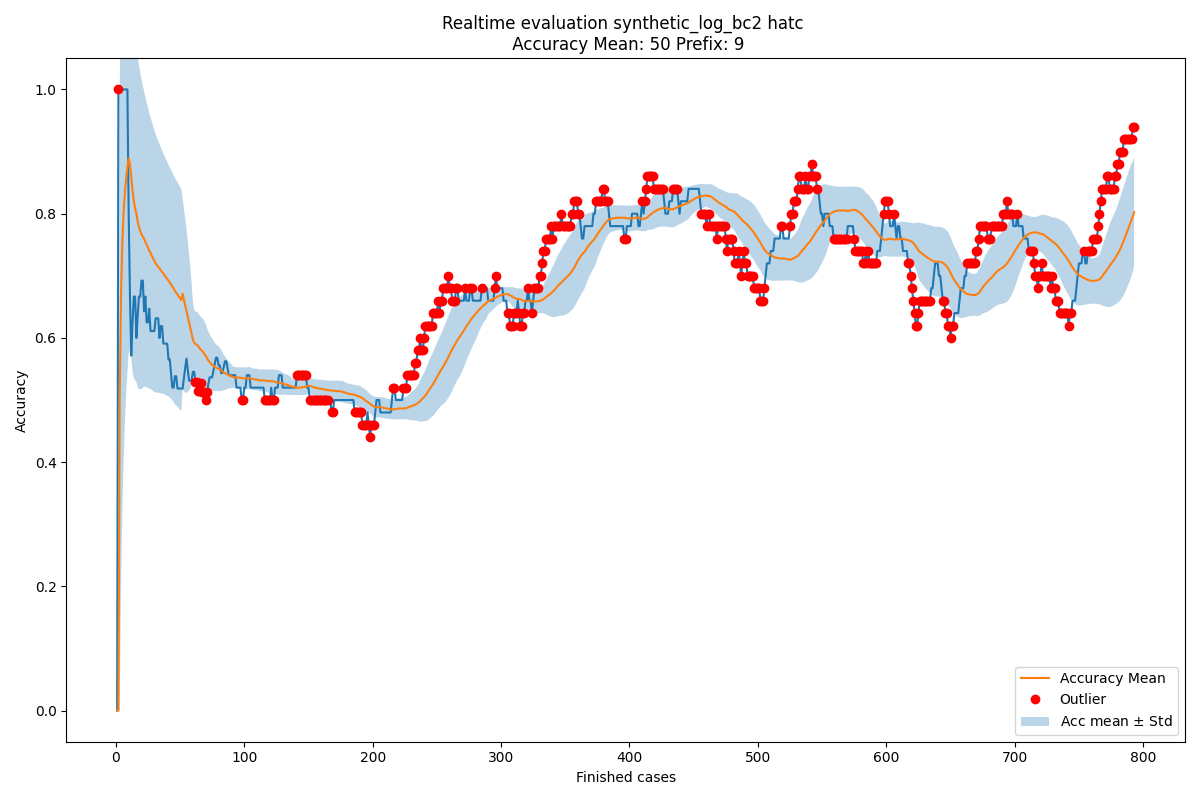 Realtime evaluation synthetic_log_bc2 hatc
Accuracy Mean: 50 Prefix: 9
Accuracy
1.0
0.8
0.6
0.4
0.2
0.0
Accuracy Mean
Outlier
Acc mean ± Std
0 100 200 300 400 500 600 700 800
Finished cases